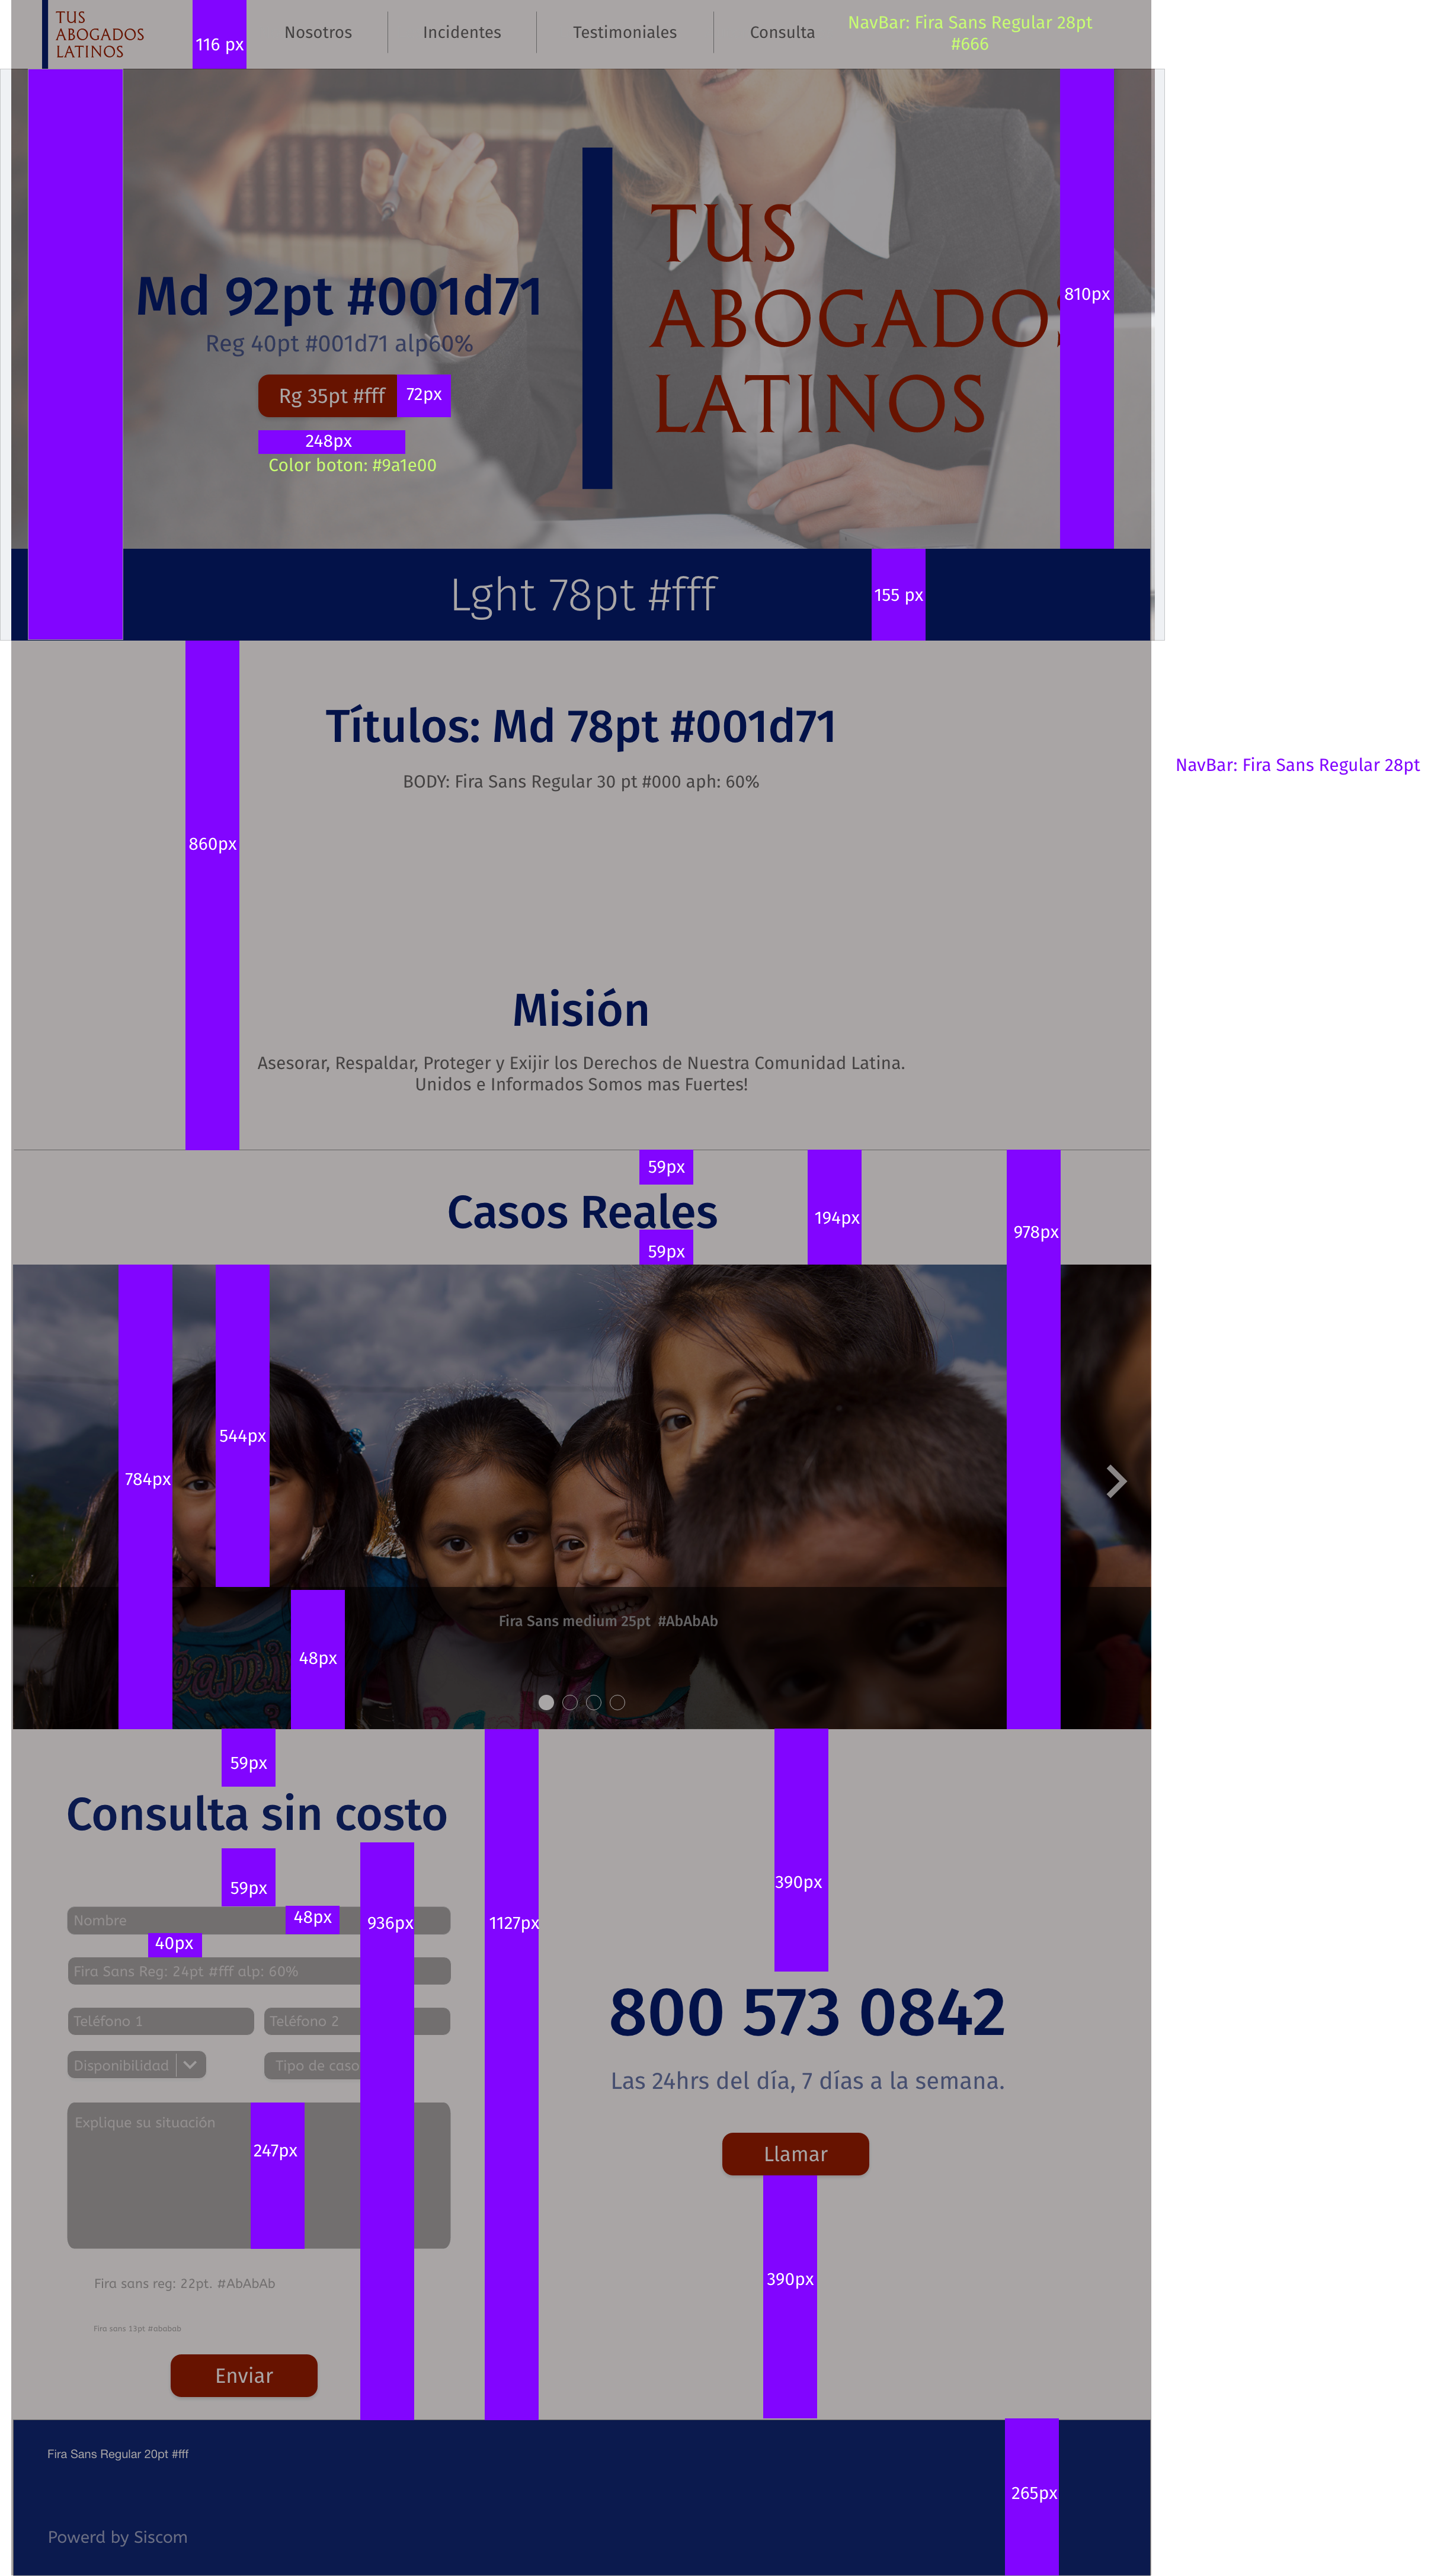 TUS
ABOGADOS
LATINOS
116 px
Nosotros
Incidentes
Testimoniales
Consulta
NavBar: Fira Sans Regular 28pt
#666
TUS
ABOGADOS
LATINOS
810px
Md 92pt #001d71
Reg 40pt #001d71 alp60%
Rg 35pt #fff
72px
248px
Color boton: #9a1e00
Lght 78pt #fff
155 px
Títulos: Md 78pt #001d71
BODY: Fira Sans Regular 30 pt #000 aph: 60%
NavBar: Fira Sans Regular 28pt
860px
Misión
Asesorar, Respaldar, Proteger y Exijir los Derechos de Nuestra Comunidad Latina.
Unidos e Informados Somos mas Fuertes!
59px
Casos Reales
194px
978px
59px
544px
784px
Fira Sans medium 25pt #AbAbAb
48px
59px
Consulta sin costo
390px
59px
Nombre
48px
936px
1127px
40px
Fira Sans Reg: 24pt #fff alp: 60%
Teléfono 1
Teléfono 2
800 573 0842
Disponibilidad
Tipo de caso
Las 24hrs del día, 7 días a la semana.
Explique su situación
247px
Llamar
390px
Fira sans reg: 22pt. #AbAbAb
Fira sans 13pt #ababab
Enviar
Fira Sans Regular 20pt #fff
265px
Powerd by Siscom